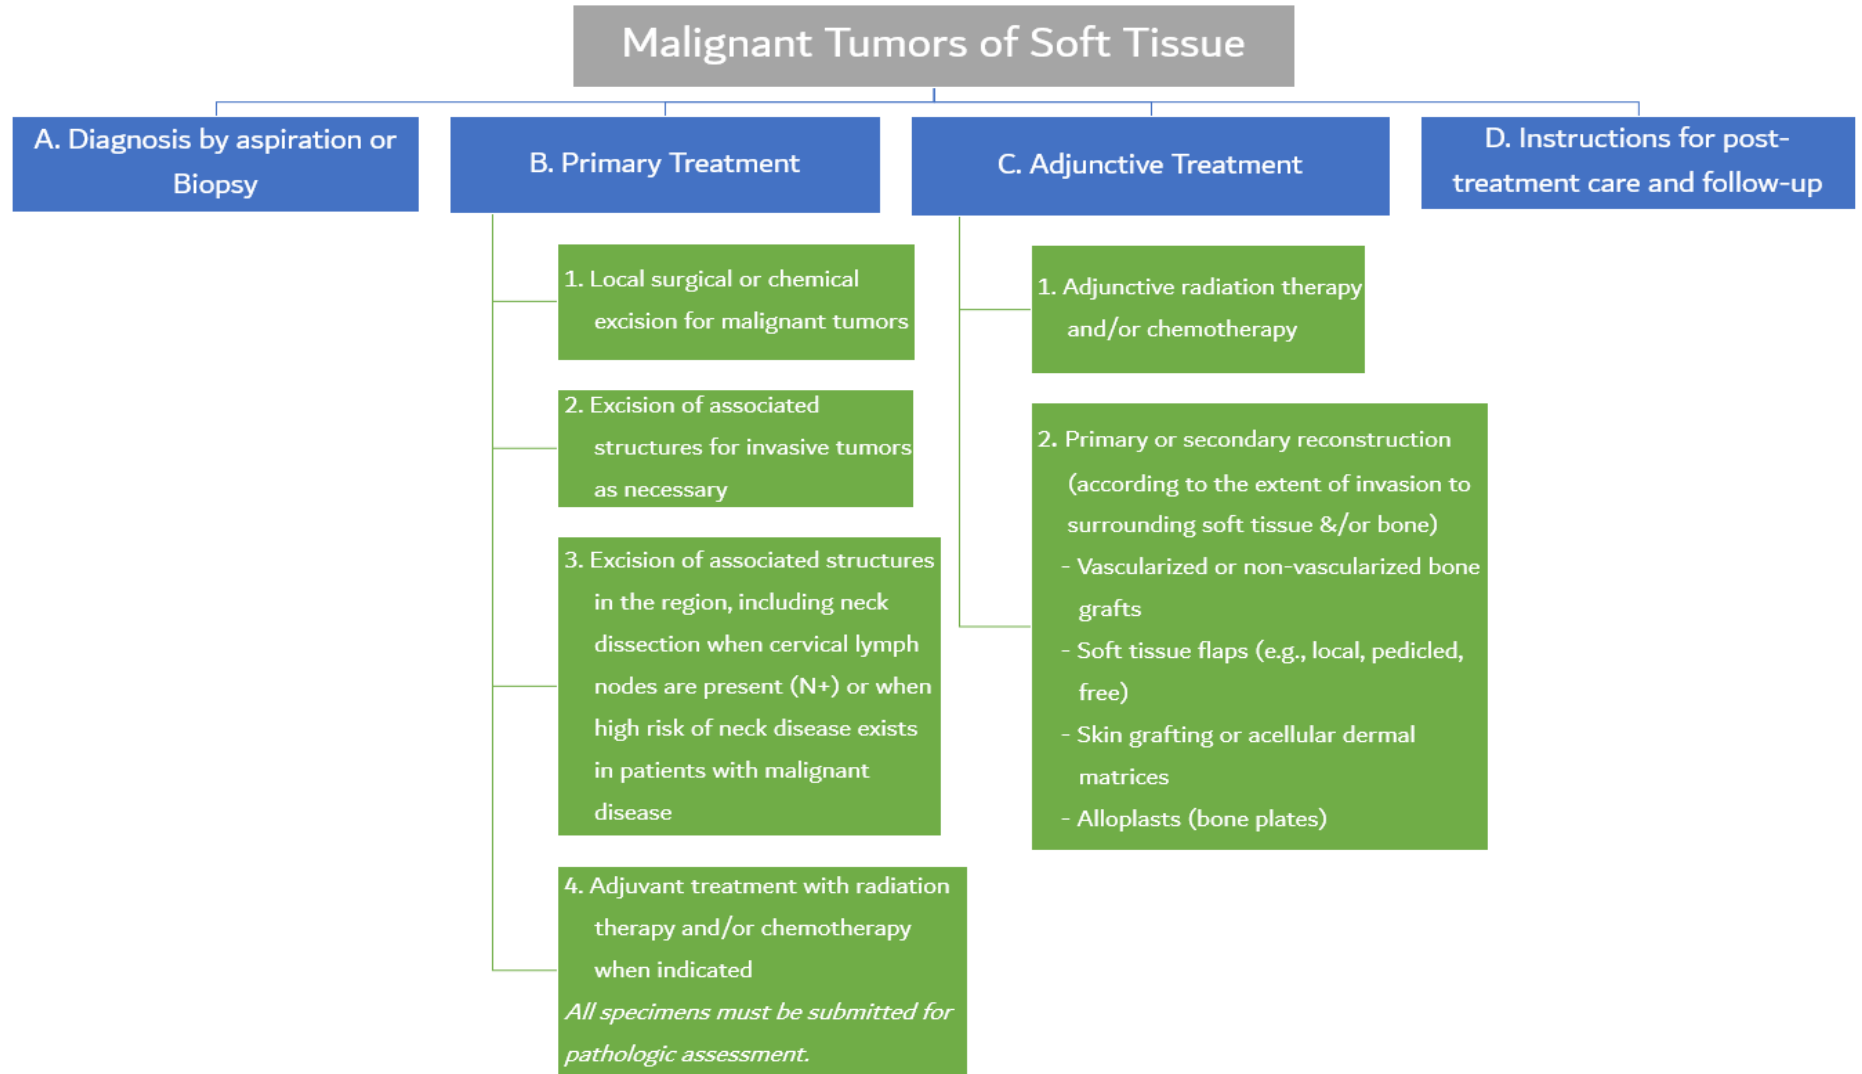 Malignant Tumors of Soft Tissue
A. Diagnosis by aspiration or
Biopsy
B. Primary Treatment
1. Local surgical or chemical
excision for malignant tumors
2. Excision of associated
structures for invasive tumors
as necessary
3. Excision of associated structures
in the region, including neck
dissection when cervical lymph
nodes are present (N+) or when
high risk of neck disease exists
in patients with malignant
disease
4. Adjuvant treatment with radiation
therapy and/or chemotherapy
when indicated
All specimens must be submitted for
pathologic assessment.
C. Adjunctive Treatment
1. Adjunctive radiation therapy
and/or chemotherapy
2. Primary or secondary reconstruction
(according to the extent of invasion to
surrounding soft tissue &/or bone)
- Vascularized or non-vascularized bone
grafts
- Soft tissue flaps (e.g., local, pedicled,
free)
- Skin grafting or acellular dermal
matrices
- Alloplasts (bone plates)
D. Instructions for post-
treatment care and follow-up